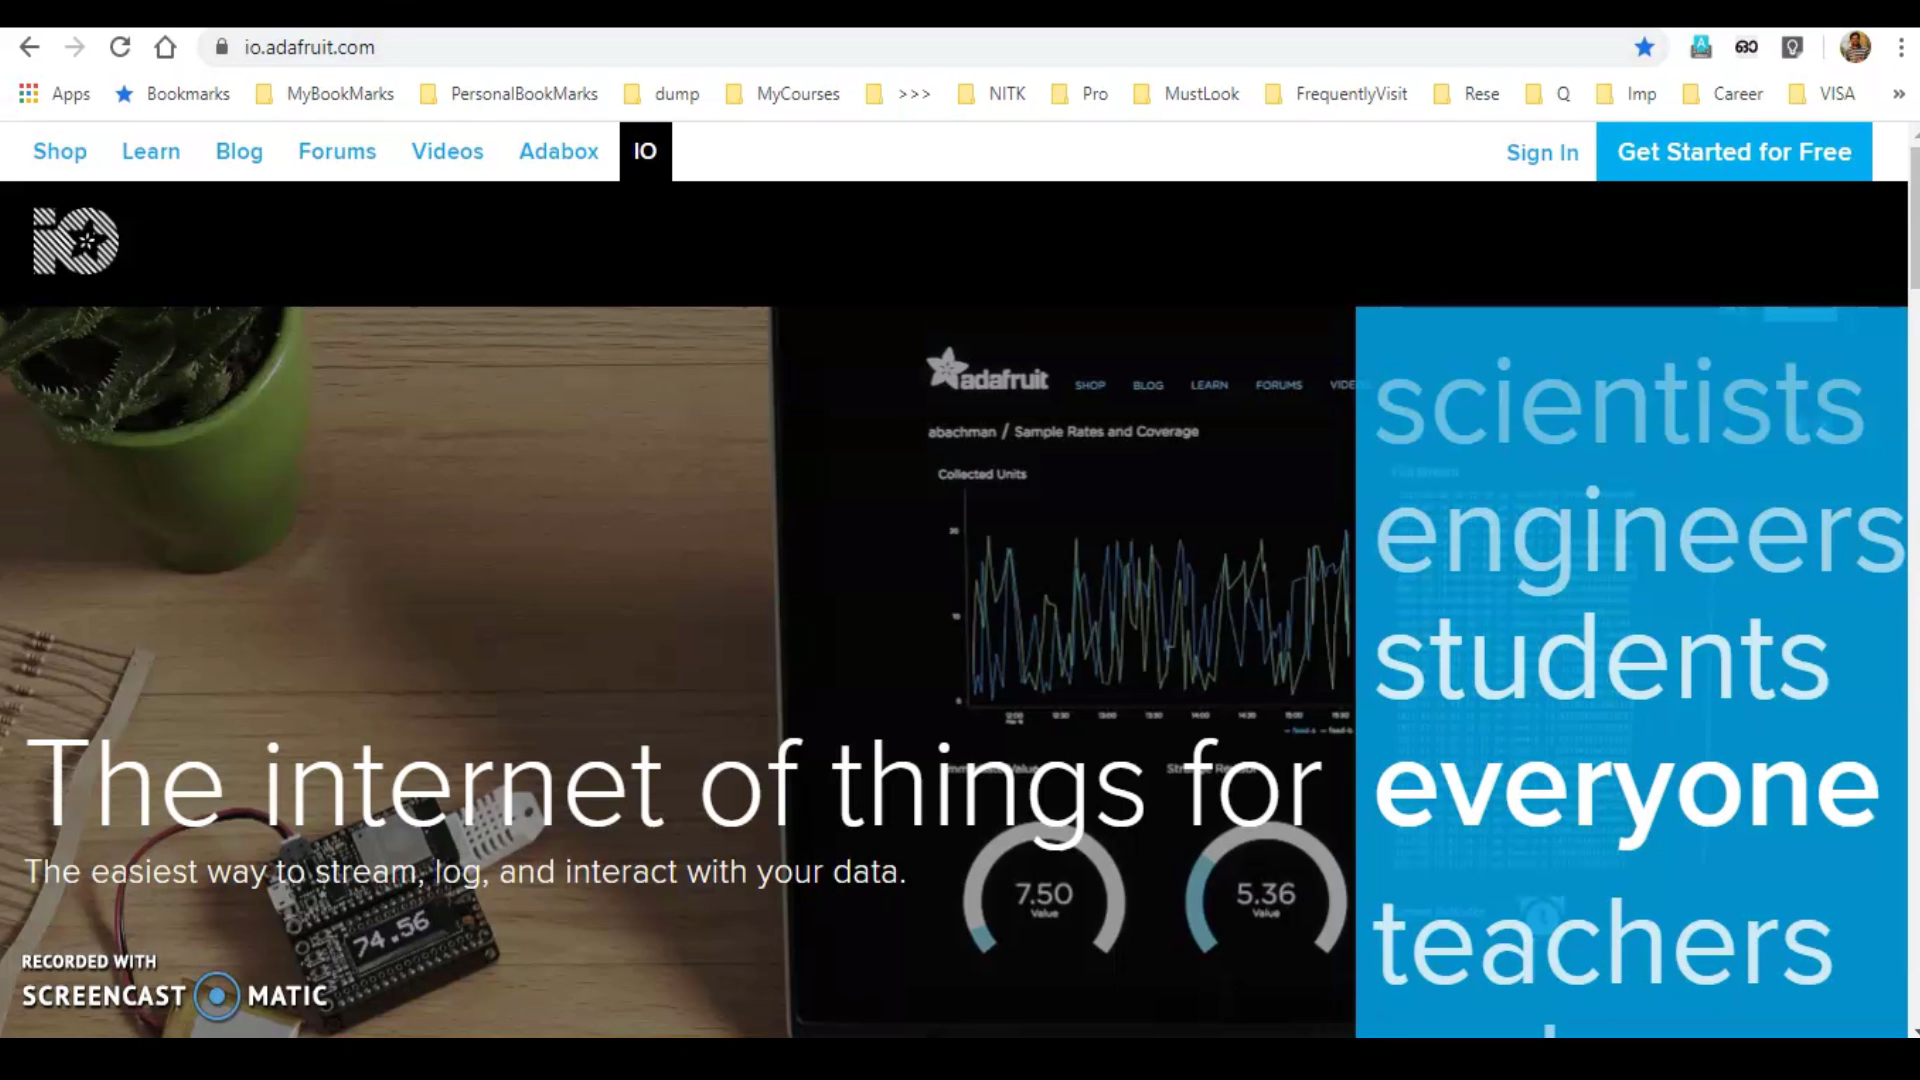 io.adafruit.com
Apps Bookmarks MyBookMarks PersonalBookMarks dump MyCourses >>> NITK Pro MustLook FrequentlyVisit Rese Q Imp Career VISA »
Shop Learn Blog Forums Videos Adabox IO Sign In Get Started for Free
iO
adafruit SHOP BLOG LEARN FORUMS
abachman / Sample Rates and Coverage
Collected Units
scientists
engineers
students
The internet of things for everyone
The easiest way to stream, log, and interact with your data.
7.50
Value
5.36
Value
teachers
74.56
RECORDED WITH
SCREENCAST MATIC